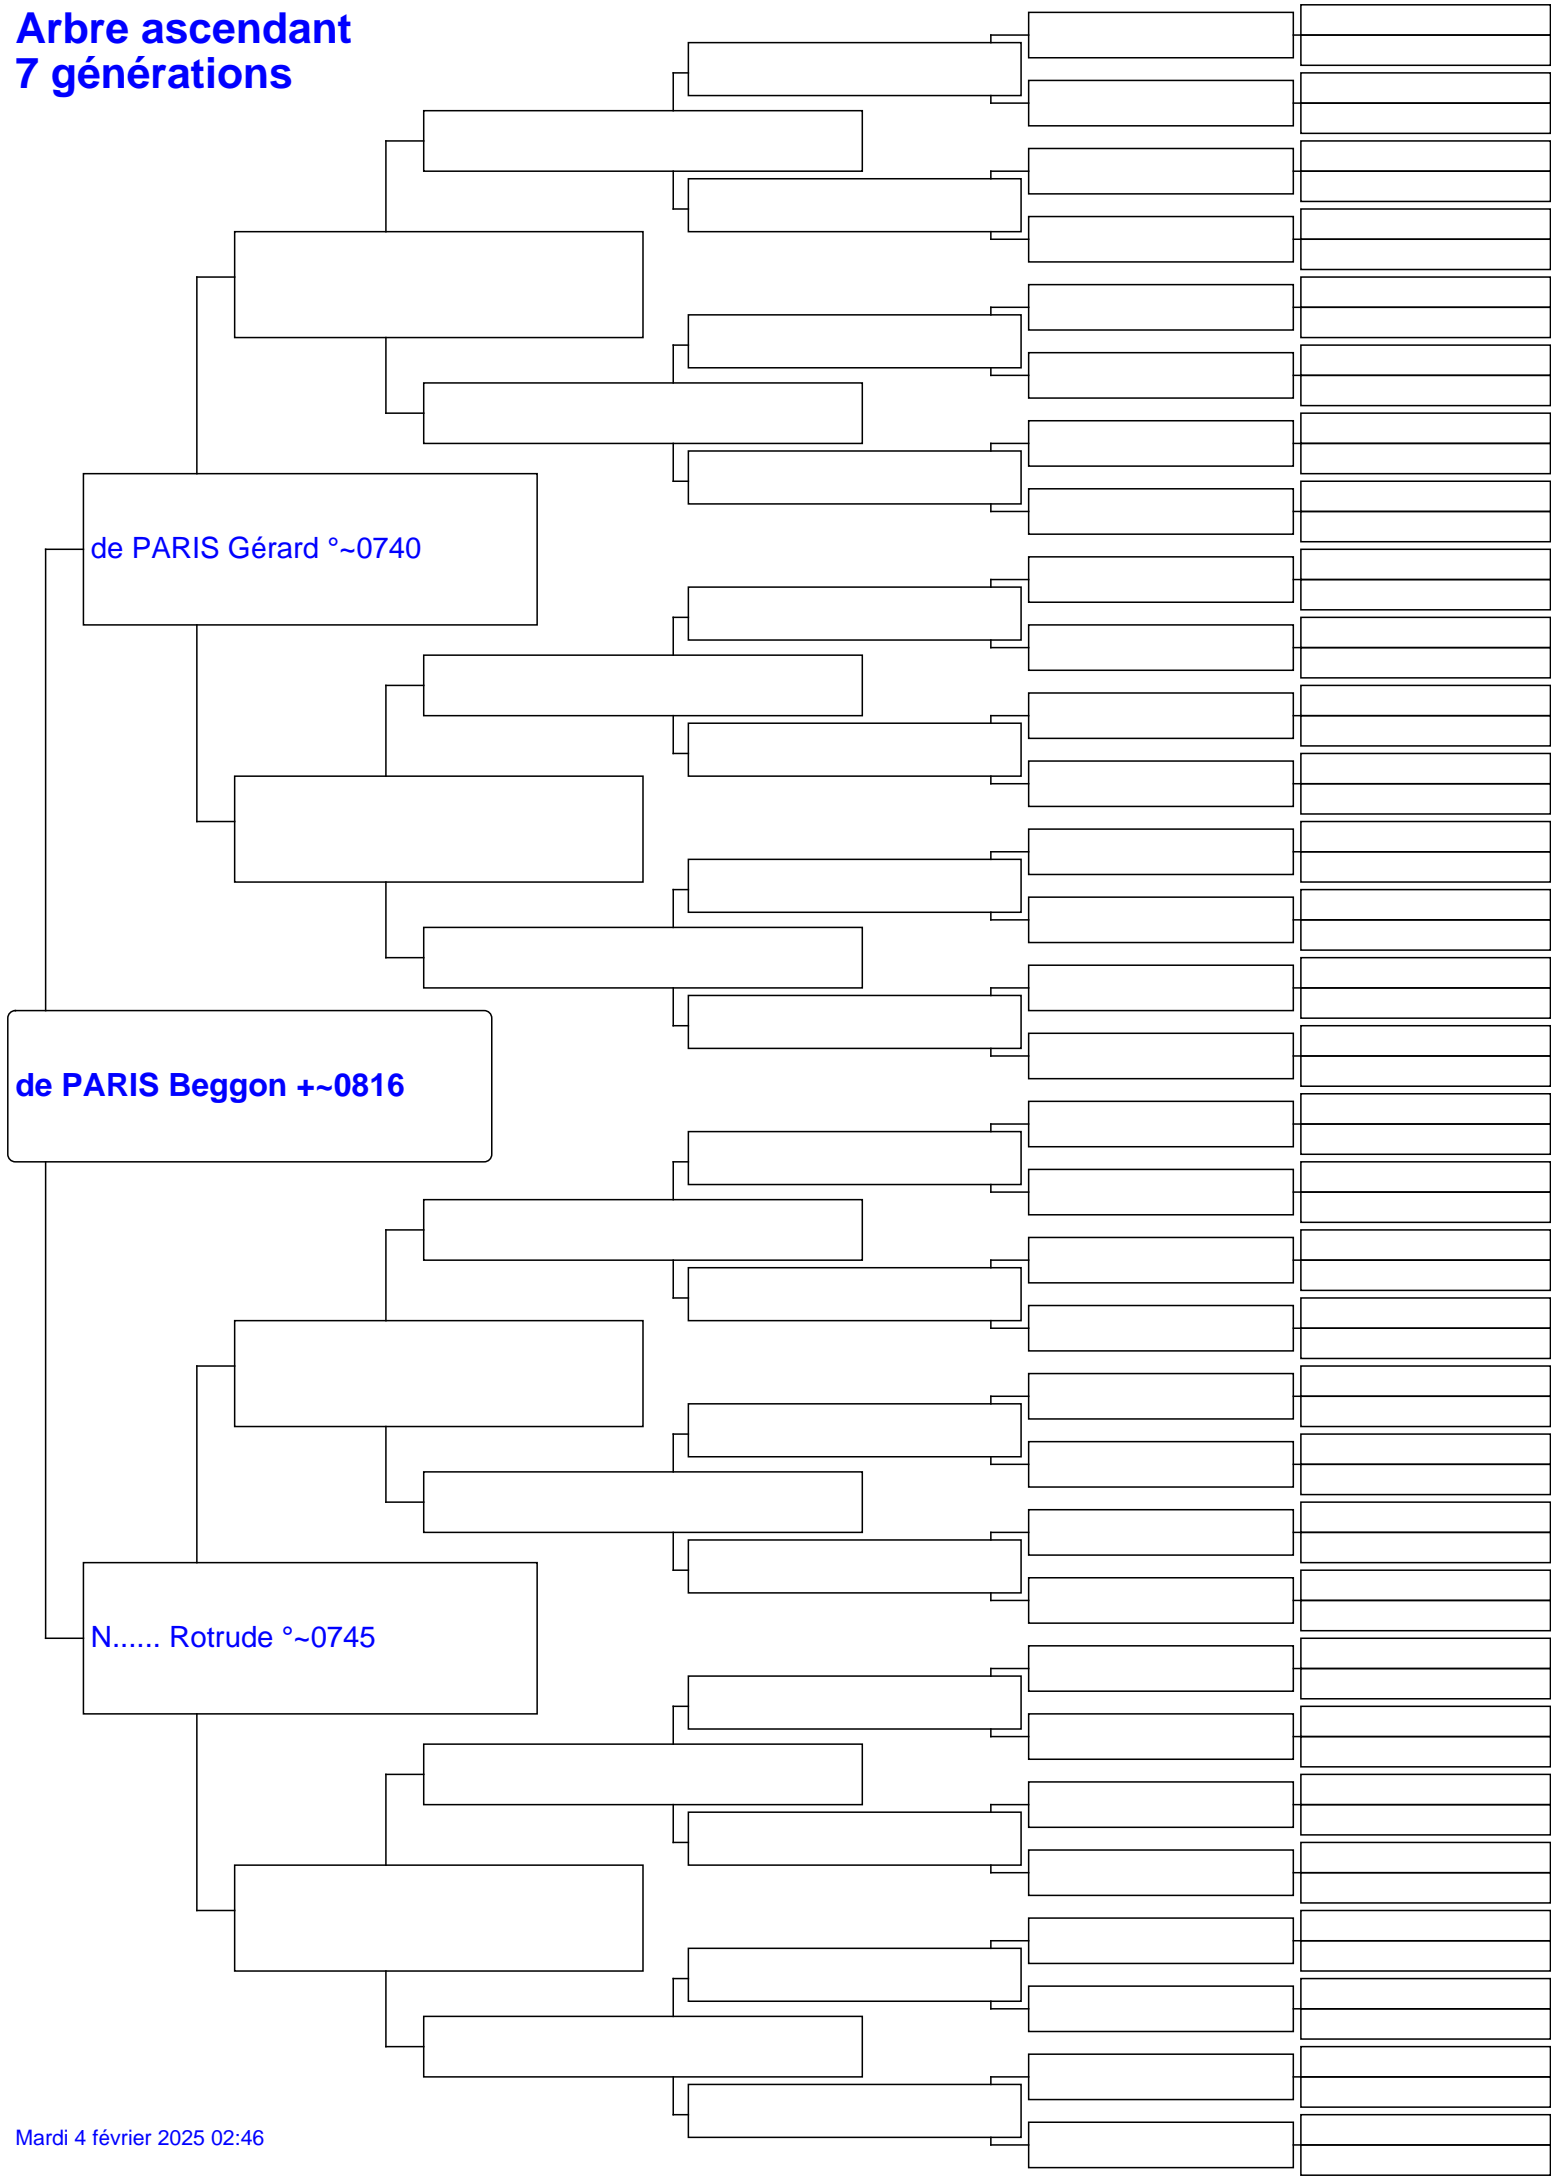 Arbre ascendant
7 générations
de PARIS Gérard °~0740
de PARIS Beggon +~0816
N...... Rotrude °~0745
Mardi 4 février 2025 02:46